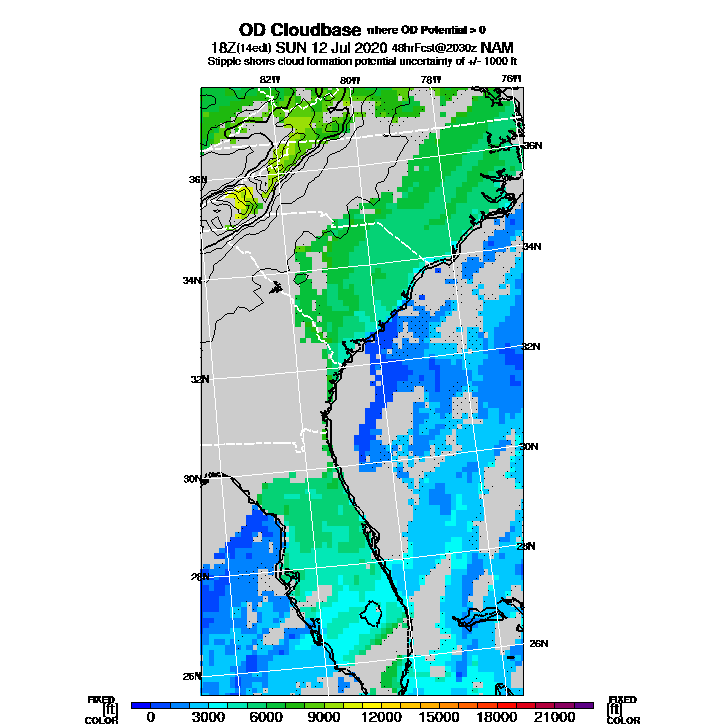 OD Cloudbase where OD Potential > 0
18Z(14edt) SUN 12 Jul 2020 48hrFcst@2030z NAM
Stipple shows cloud formation potential uncertainty of +/- 1000 ft
82W 80W 78W 76W
36N
36N
34N
34N
32N
32N
30N
30N
28N
28N
26N
26N
FIXED FIXED
[ft] 0 3000 6000 9000 12000 15000 18000 21000 [ft]
COLOR COLOR